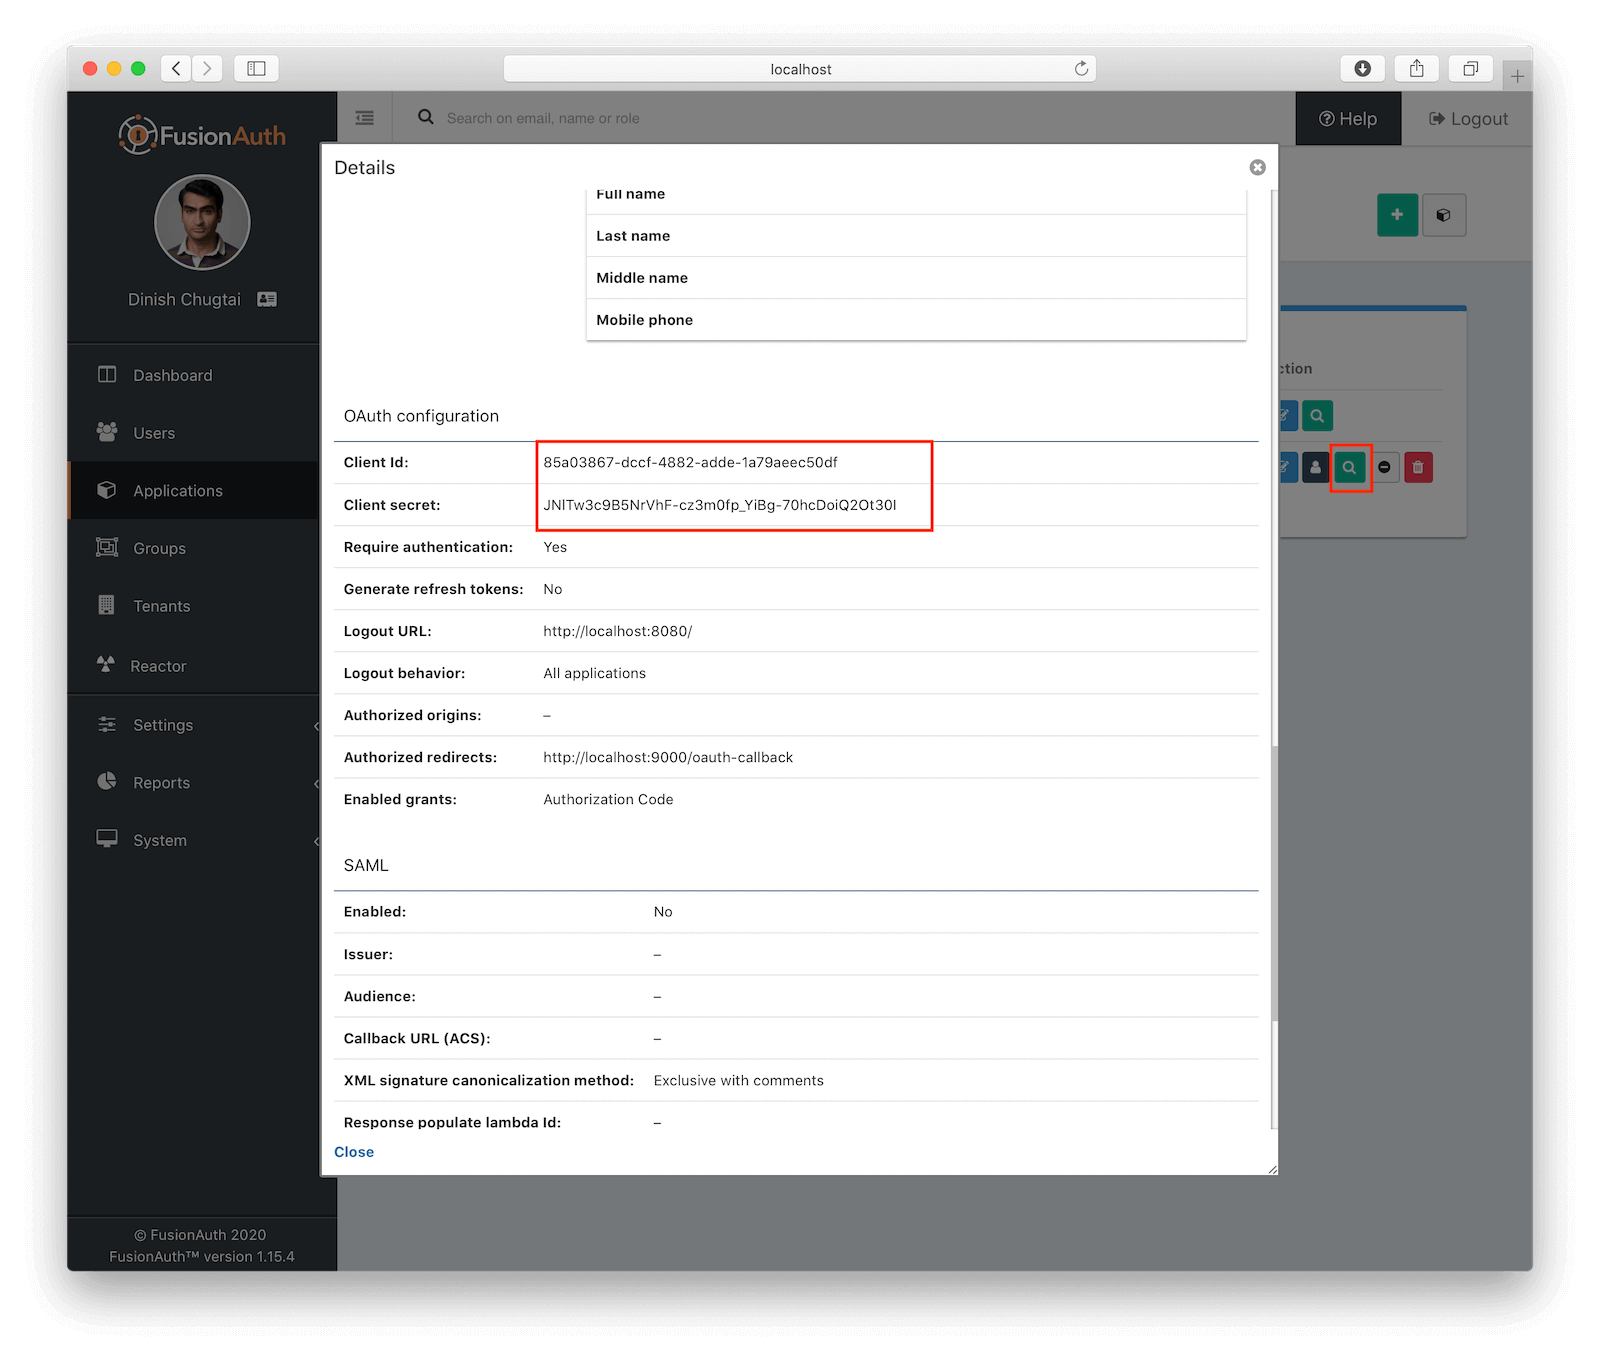 localhost
FusionAuth
Search on email, name or role
Help
Logout
Dinish Chugtai
Dashboard
Users
Applications
Groups
Tenants
Reactor
Settings
Reports
System
© FusionAuth 2020
FusionAuth™ version 1.15.4
Details
Full name
Last name
Middle name
Mobile phone
OAuth configuration
Client Id: 85a03867-dccf-4882-adde-1a79aeec50df
Client secret: JNlTw3c9B5NrVhF-cz3m0fp_YiBg-70hcDoiQ2Ot30I
Require authentication: Yes
Generate refresh tokens: No
Logout URL: http://localhost:8080/
Logout behavior: All applications
Authorized origins: –
Authorized redirects: http://localhost:9000/oauth-callback
Enabled grants: Authorization Code
SAML
Enabled: No
Issuer: –
Audience: –
Callback URL (ACS): –
XML signature canonicalization method: Exclusive with comments
Response populate lambda Id: –
Close
ction